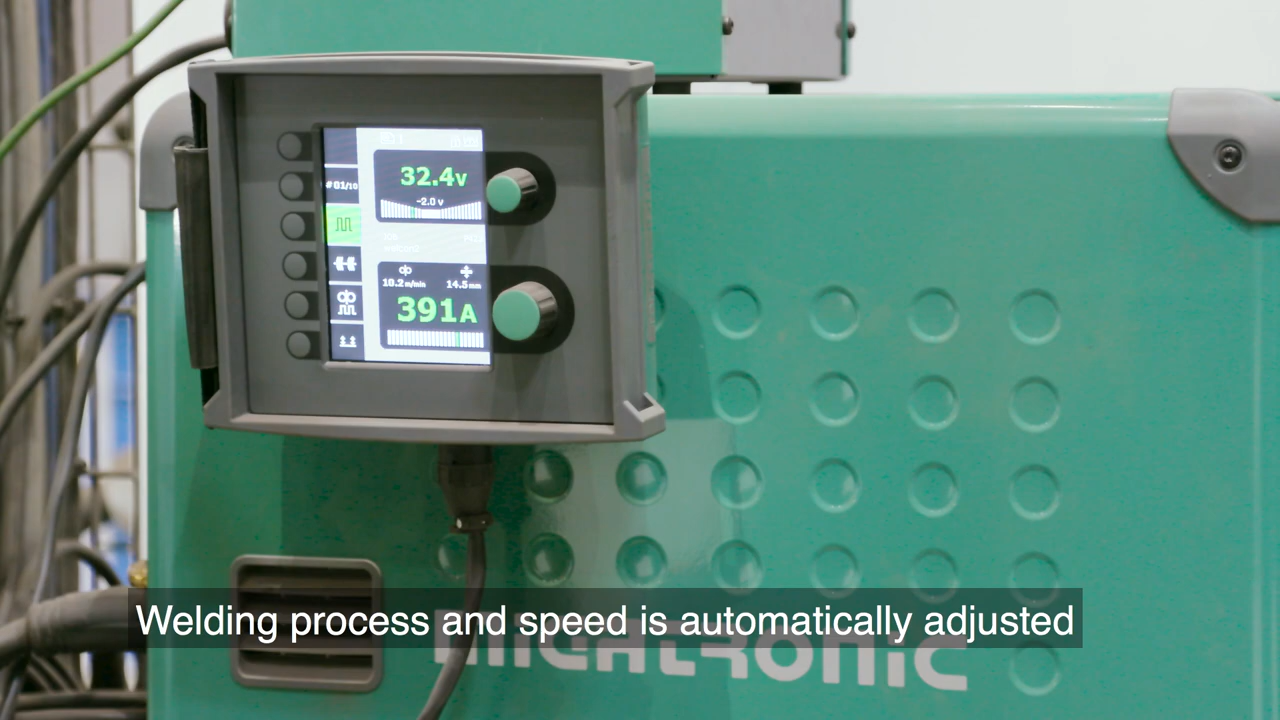 32.4v
# 01/10
-2.0 v
10.2 m/min 14.5 mm
391A
Welding process and speed is automatically adjusted
migatronic